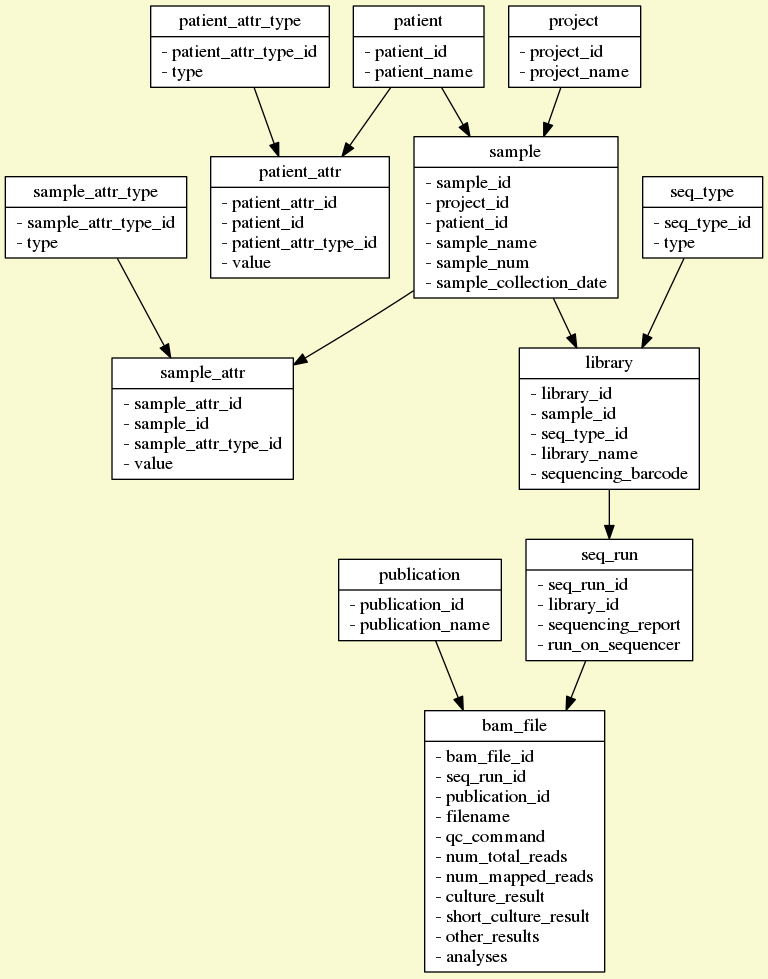 patient_attr_type
- patient_attr_type_id
- type
patient
- patient_id
- patient_name
project
- project_id
- project_name
patient_attr
- patient_attr_id
- patient_id
- patient_attr_type_id
- value
sample
- sample_id
- project_id
- patient_id
- sample_name
- sample_num
- sample_collection_date
sample_attr_type
- sample_attr_type_id
- type
seq_type
- seq_type_id
- type
sample_attr
- sample_attr_id
- sample_id
- sample_attr_type_id
- value
library
- library_id
- sample_id
- seq_type_id
- library_name
- sequencing_barcode
publication
- publication_id
- publication_name
seq_run
- seq_run_id
- library_id
- sequencing_report
- run_on_sequencer
bam_file
- bam_file_id
- seq_run_id
- publication_id
- filename
- qc_command
- num_total_reads
- num_mapped_reads
- culture_result
- short_culture_result
- other_results
- analyses